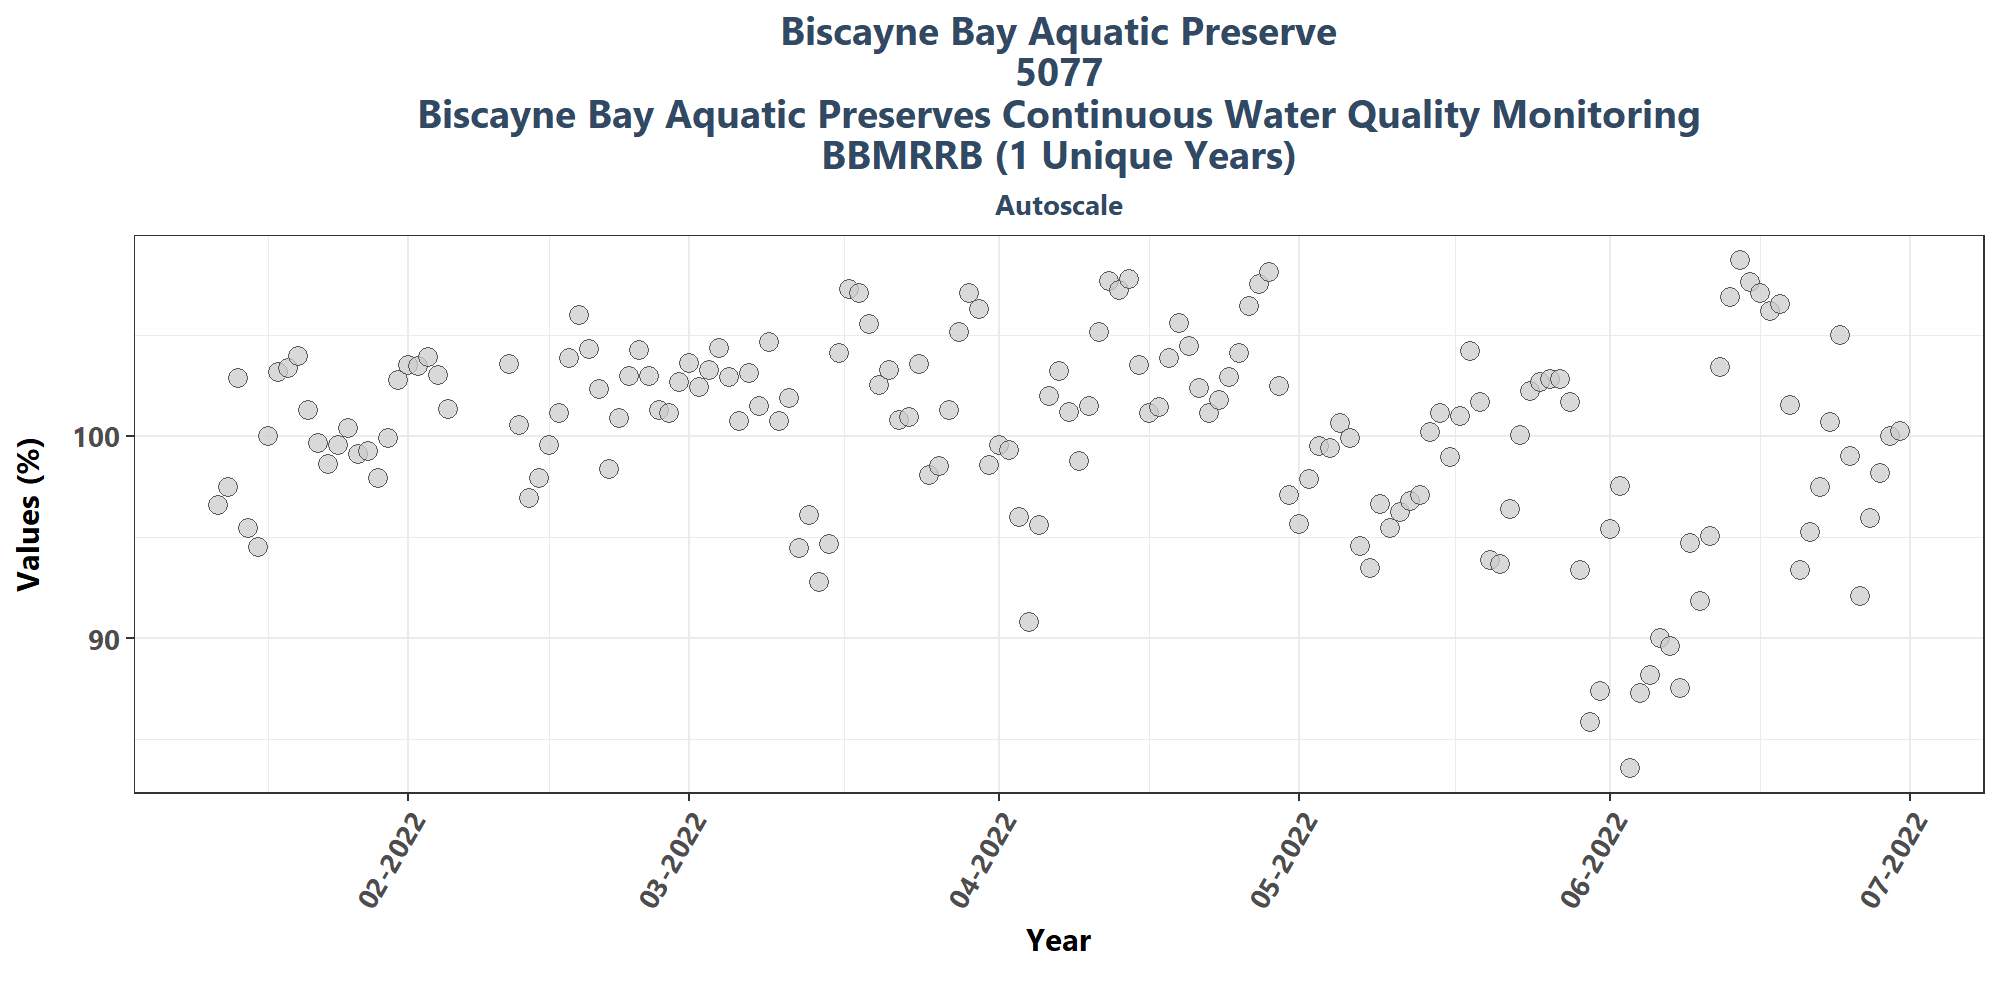 Biscayne Bay Aquatic Preserve
5077
Biscayne Bay Aquatic Preserves Continuous Water Quality Monitoring
BBMRRB (1 Unique Years)
Autoscale
Values (%)
100
90
02-2022
03-2022
04-2022
05-2022
06-2022
07-2022
Year